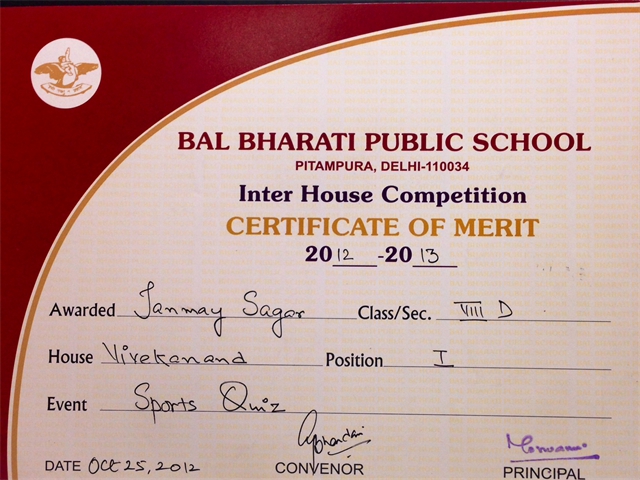 BAL BHARATI PUBLIC SCHOOL
PITAMPURA, DELHI-110034
Inter House Competition
CERTIFICATE OF MERIT
2012-2013
Awarded Tanmay Sagar Class/Sec. VIII D
House Vivekanand Position I
Event Sports Quiz
DATE Oct 25, 2012 CONVENOR PRINCIPAL